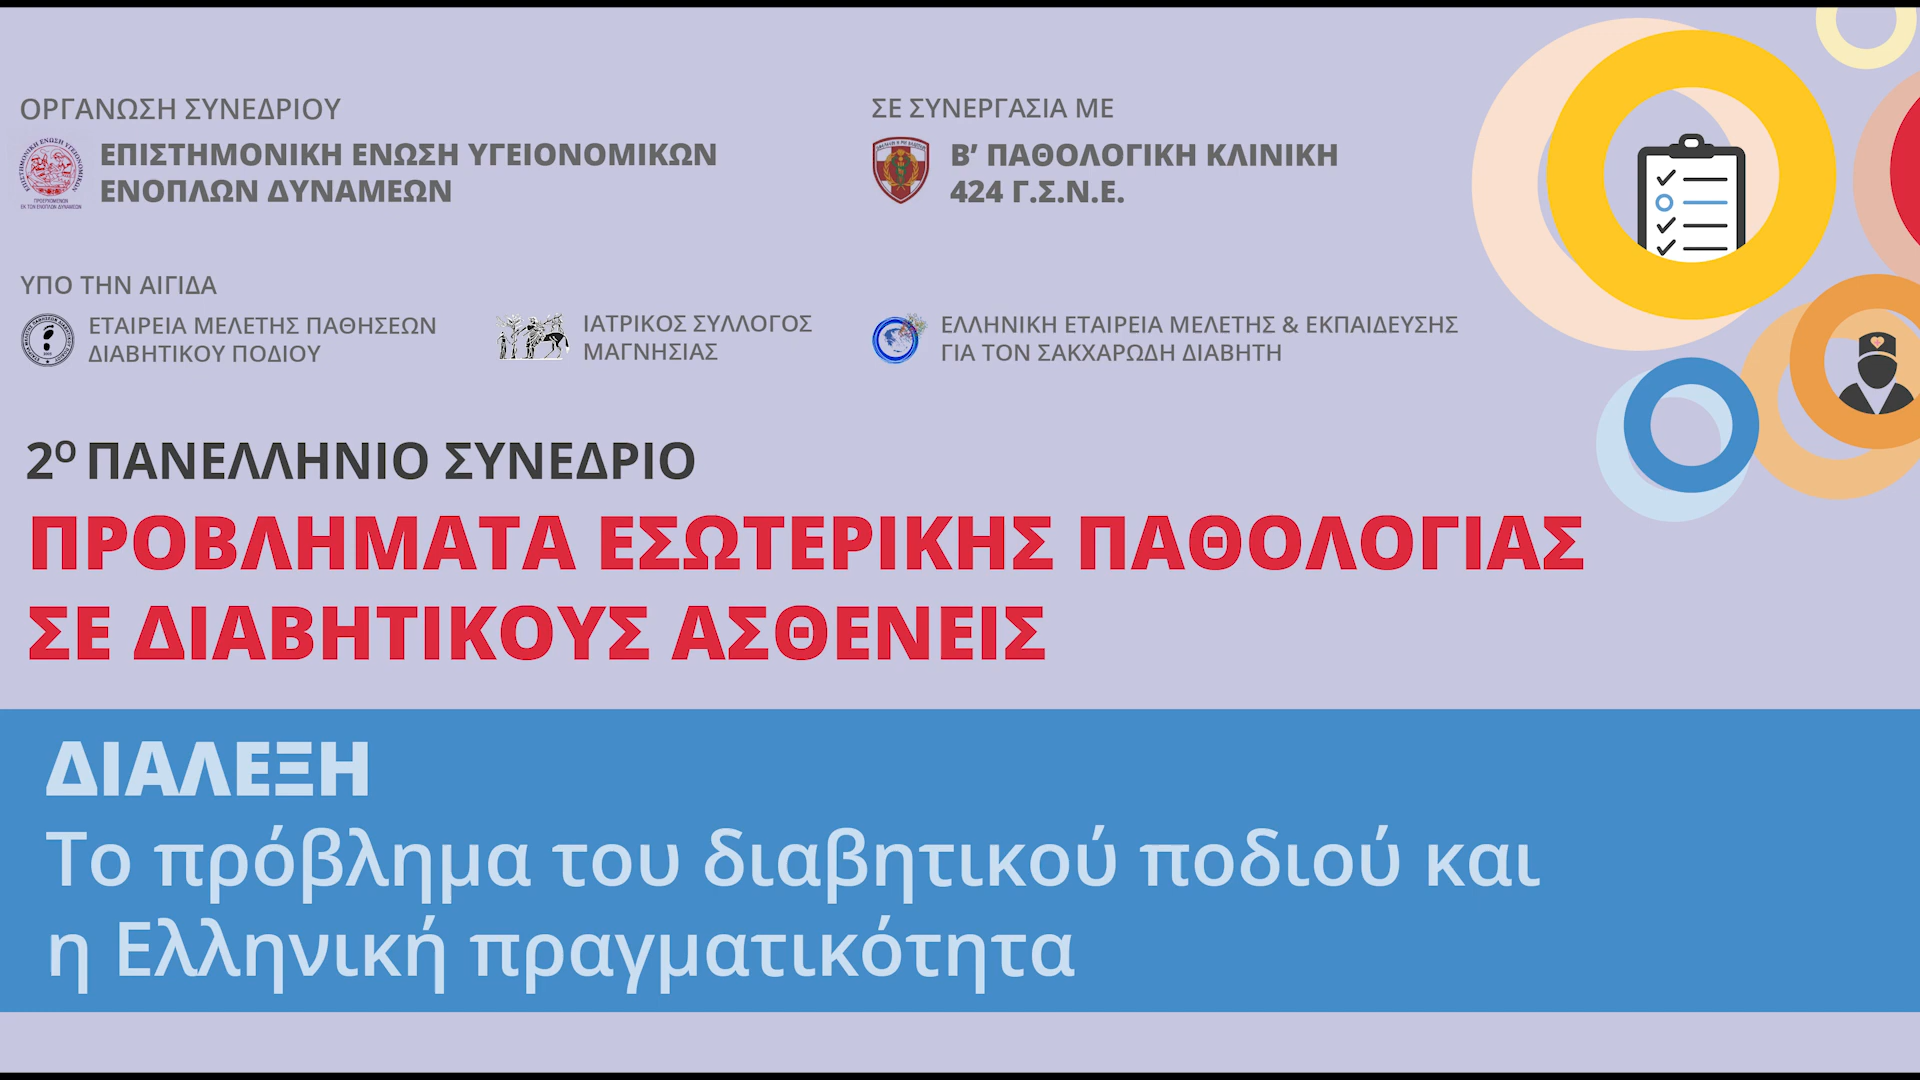 ΟΡΓΑΝΩΣΗ ΣΥΝΕΔΡΙΟΥ
ΕΠΙΣΤΗΜΟΝΙΚΗ ΕΝΩΣΗ ΥΓΕΙΟΝΟΜΙΚΩΝ
ΕΝΟΠΛΩΝ ΔΥΝΑΜΕΩΝ
ΣΕ ΣΥΝΕΡΓΑΣΙΑ ΜΕ
Β’ ΠΑΘΟΛΟΓΙΚΗ ΚΛΙΝΙΚΗ
424 Γ.Σ.Ν.Ε.
ΥΠΟ ΤΗΝ ΑΙΓΙΔΑ
ΕΤΑΙΡΕΙΑ ΜΕΛΕΤΗΣ ΠΑΘΗΣΕΩΝ
ΔΙΑΒΗΤΙΚΟΥ ΠΟΔΙΟΥ
ΙΑΤΡΙΚΟΣ ΣΥΛΛΟΓΟΣ
ΜΑΓΝΗΣΙΑΣ
ΕΛΛΗΝΙΚΗ ΕΤΑΙΡΕΙΑ ΜΕΛΕΤΗΣ & ΕΚΠΑΙΔΕΥΣΗΣ
ΓΙΑ ΤΟΝ ΣΑΚΧΑΡΩΔΗ ΔΙΑΒΗΤΗ
2Ο ΠΑΝΕΛΛΗΝΙΟ ΣΥΝΕΔΡΙΟ
ΠΡΟΒΛΗΜΑΤΑ ΕΣΩΤΕΡΙΚΗΣ ΠΑΘΟΛΟΓΙΑΣ
ΣΕ ΔΙΑΒΗΤΙΚΟΥΣ ΑΣΘΕΝΕΙΣ
ΔΙΑΛΕΞΗ
Το πρόβλημα του διαβητικού ποδιού και
η Ελληνική πραγματικότητα